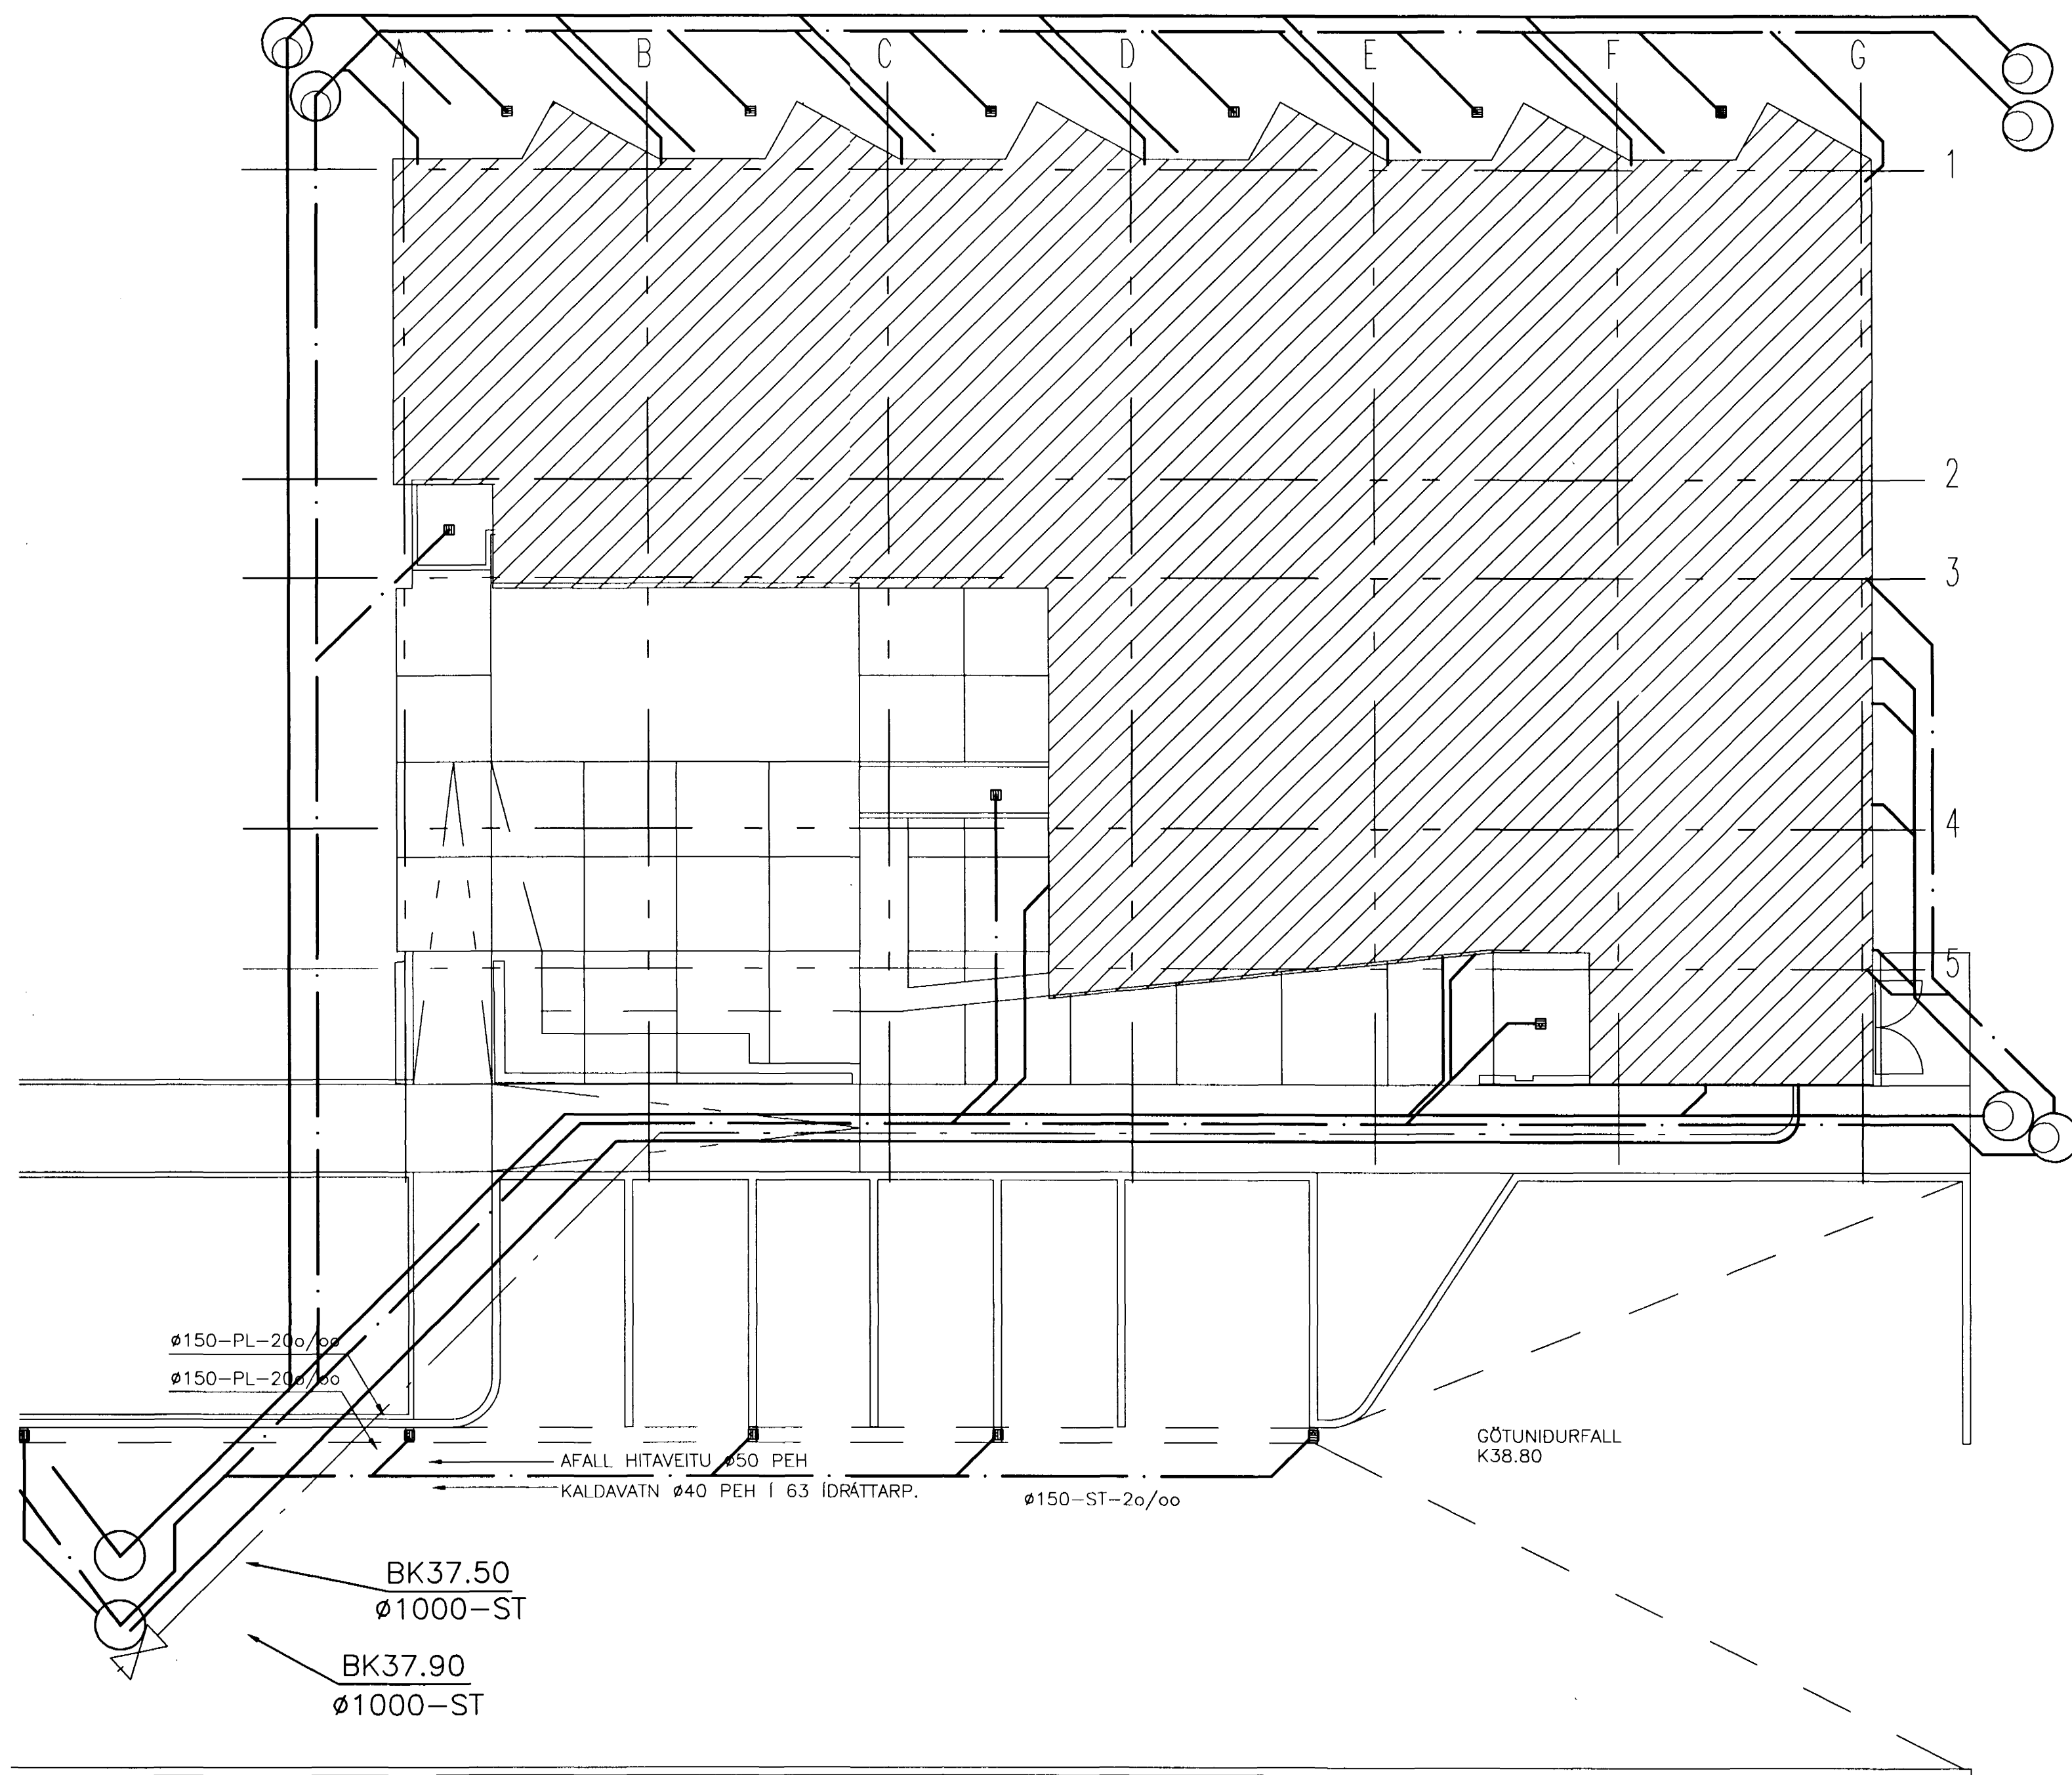 A B C D E F G
1
2
3
4
5
ø150-PL-20o/oo
ø150-PL-20o/oo
AFALL HITAVEITU ø50 PEH
KALDAVATN ø40 PEH Í 63 ÍDRÁTTARP.
ø150-ST-2o/oo
GÖTUNIÐURFALL
K38.80
BK37.50
ø1000-ST
BK37.90
ø1000-ST